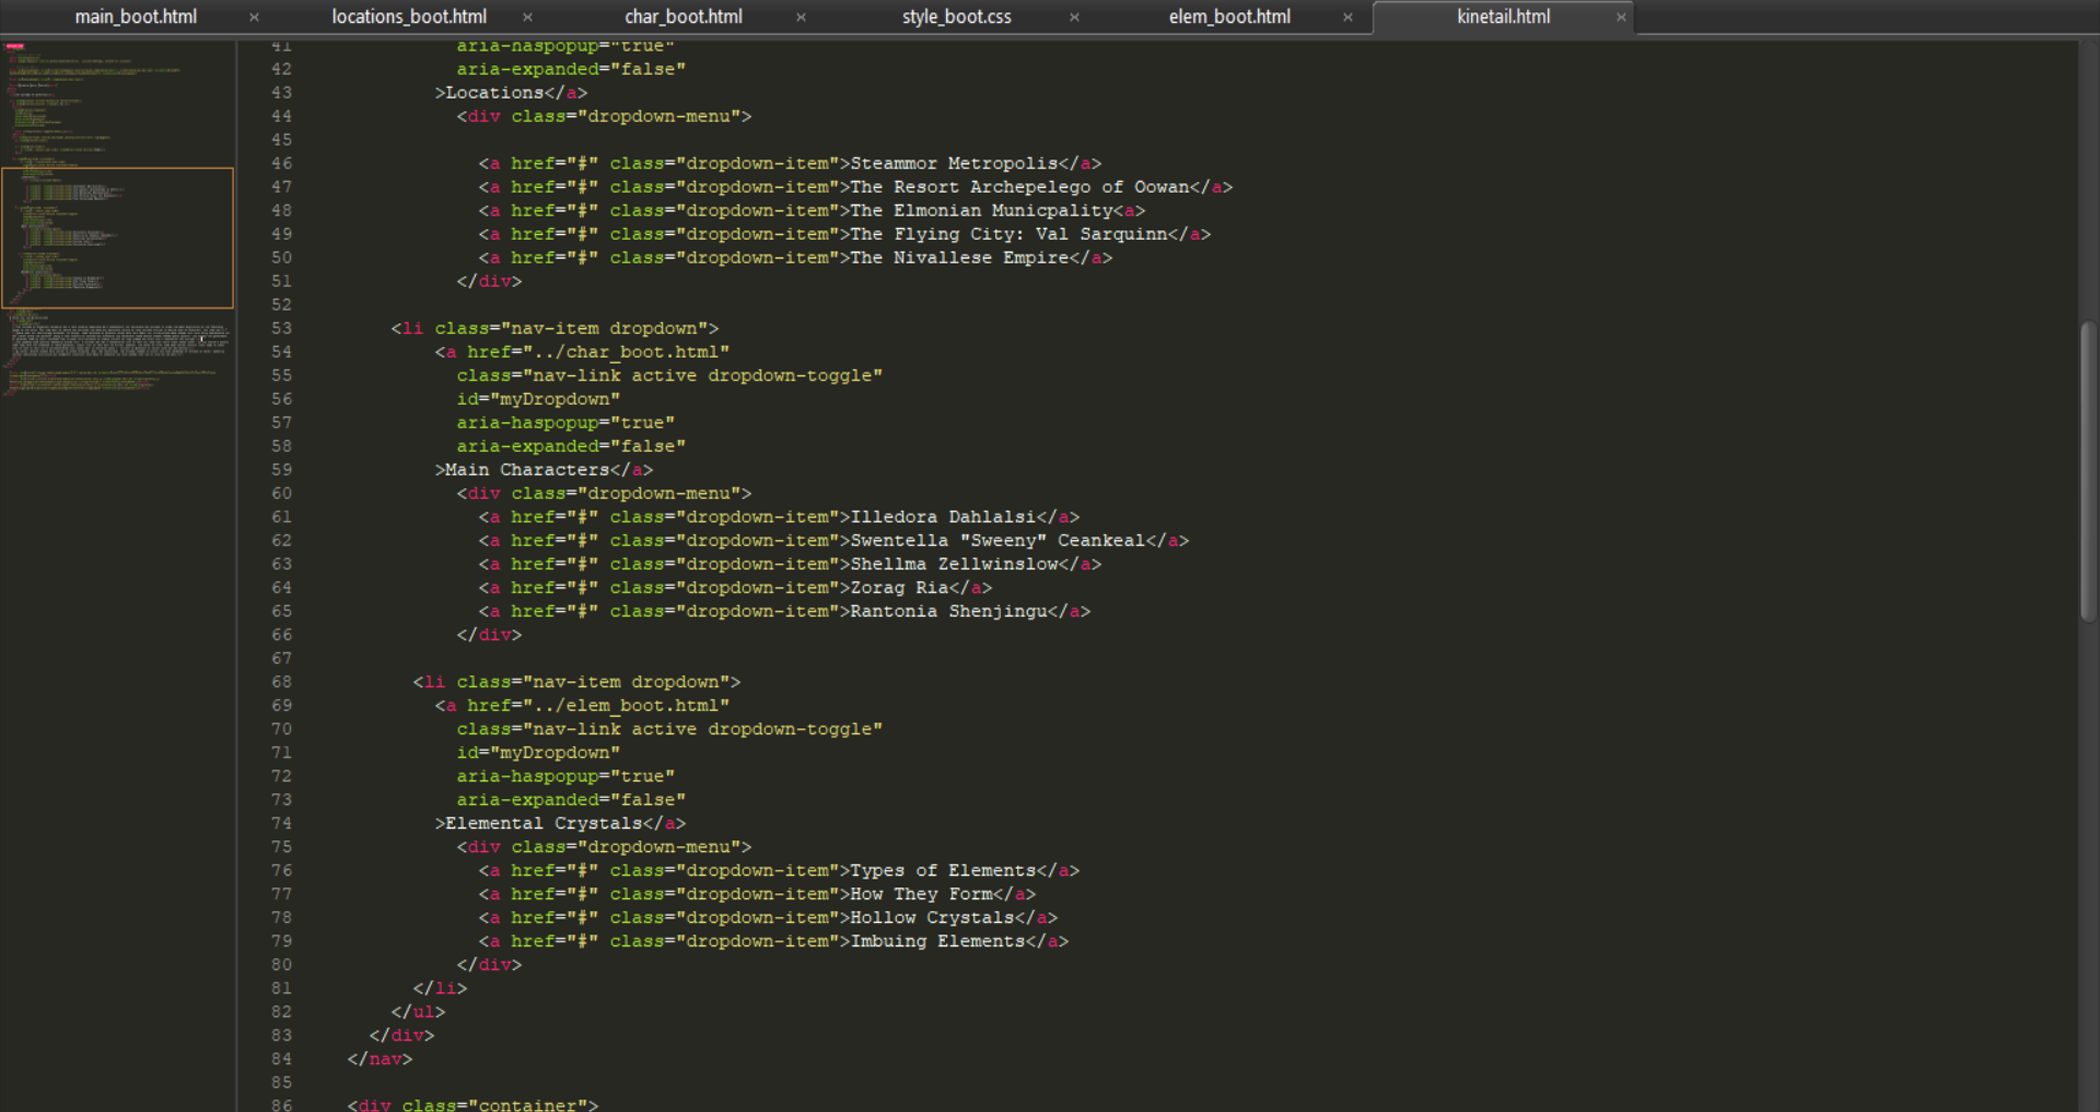 main_boot.html × locations_boot.html × char_boot.html × style_boot.css × elem_boot.html × kinetail.html ×
41 aria-haspopup="true"
42 aria-expanded="false"
43 >Locations</a>
44 <div class="dropdown-menu">
45
46 <a href="#" class="dropdown-item">Steammor Metropolis</a>
47 <a href="#" class="dropdown-item">The Resort Archepelego of Oowan</a>
48 <a href="#" class="dropdown-item">The Elmonian Municpality<a>
49 <a href="#" class="dropdown-item">The Flying City: Val Sarquinn</a>
50 <a href="#" class="dropdown-item">The Nivallese Empire</a>
51 </div>
52
53 <li class="nav-item dropdown">
54 <a href="../char_boot.html"
55 class="nav-link active dropdown-toggle"
56 id="myDropdown"
57 aria-haspopup="true"
58 aria-expanded="false"
59 >Main Characters</a>
60 <div class="dropdown-menu">
61 <a href="#" class="dropdown-item">Illedora Dahlalsi</a>
62 <a href="#" class="dropdown-item">Swentella "Sweeny" Ceankeal</a>
63 <a href="#" class="dropdown-item">Shellma Zellwinslow</a>
64 <a href="#" class="dropdown-item">Zorag Ria</a>
65 <a href="#" class="dropdown-item">Rantonia Shenjingu</a>
66 </div>
67
68 <li class="nav-item dropdown">
69 <a href="../elem_boot.html"
70 class="nav-link active dropdown-toggle"
71 id="myDropdown"
72 aria-haspopup="true"
73 aria-expanded="false"
74 >Elemental Crystals</a>
75 <div class="dropdown-menu">
76 <a href="#" class="dropdown-item">Types of Elements</a>
77 <a href="#" class="dropdown-item">How They Form</a>
78 <a href="#" class="dropdown-item">Hollow Crystals</a>
79 <a href="#" class="dropdown-item">Imbuing Elements</a>
80 </div>
81 </li>
82 </ul>
83 </div>
84 </nav>
85
86 <div class="container">